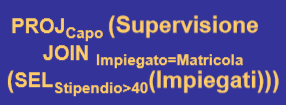 PROJCapo (Supervisione
JOIN Impiegato=Matricola
(SELStipendio>40(Impiegati)))